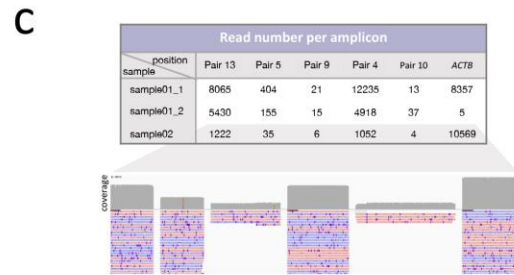 C
Read number per amplicon
position
sample Pair 13 Pair 5 Pair 9 Pair 4 Pair 10 ACTB
sample01_1 8065 404 21 12235 13 8357
sample01_2 5430 155 15 4918 37 5
sample02 1222 35 6 1052 4 10569
coverage